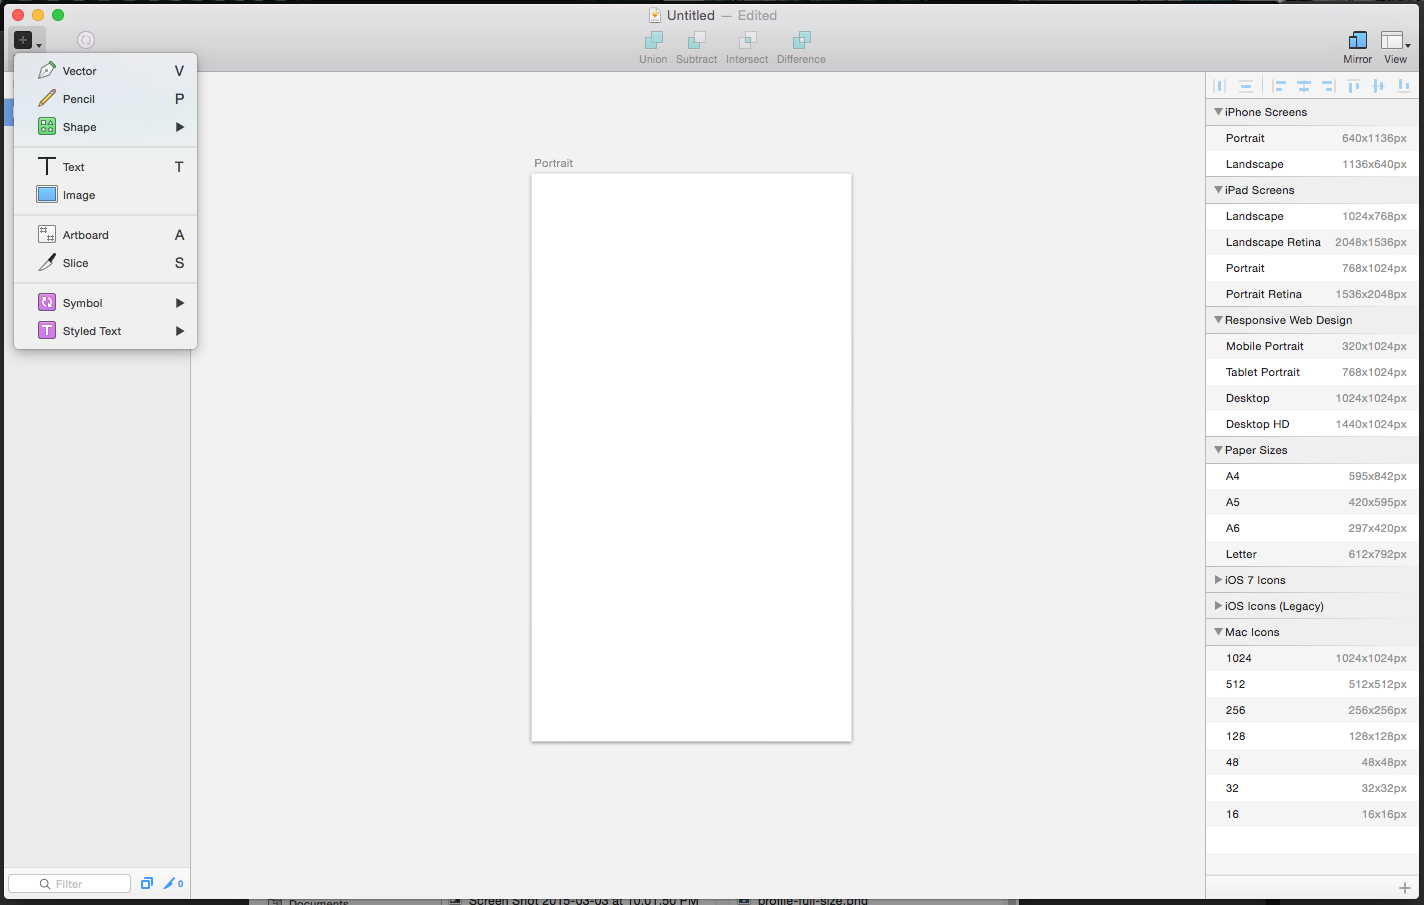 Untitled — Edited
Union Subtract Intersect Difference
Mirror View
Vector V
Pencil P
Shape
Text T
Image
Artboard A
Slice S
Symbol
Styled Text
Portrait
iPhone Screens
Portrait 640x1136px
Landscape 1136x640px
iPad Screens
Landscape 1024x768px
Landscape Retina 2048x1536px
Portrait 768x1024px
Portrait Retina 1536x2048px
Responsive Web Design
Mobile Portrait 320x1024px
Tablet Portrait 768x1024px
Desktop 1024x1024px
Desktop HD 1440x1024px
Paper Sizes
A4 595x842px
A5 420x595px
A6 297x420px
Letter 612x792px
iOS 7 Icons
iOS Icons (Legacy)
Mac Icons
1024 1024x1024px
512 512x512px
256 256x256px
128 128x128px
48 48x48px
32 32x32px
16 16x16px
Filter 0
Documents Screen Shot 2015-03-03 at 10.01.50 PM profile-full-size.png